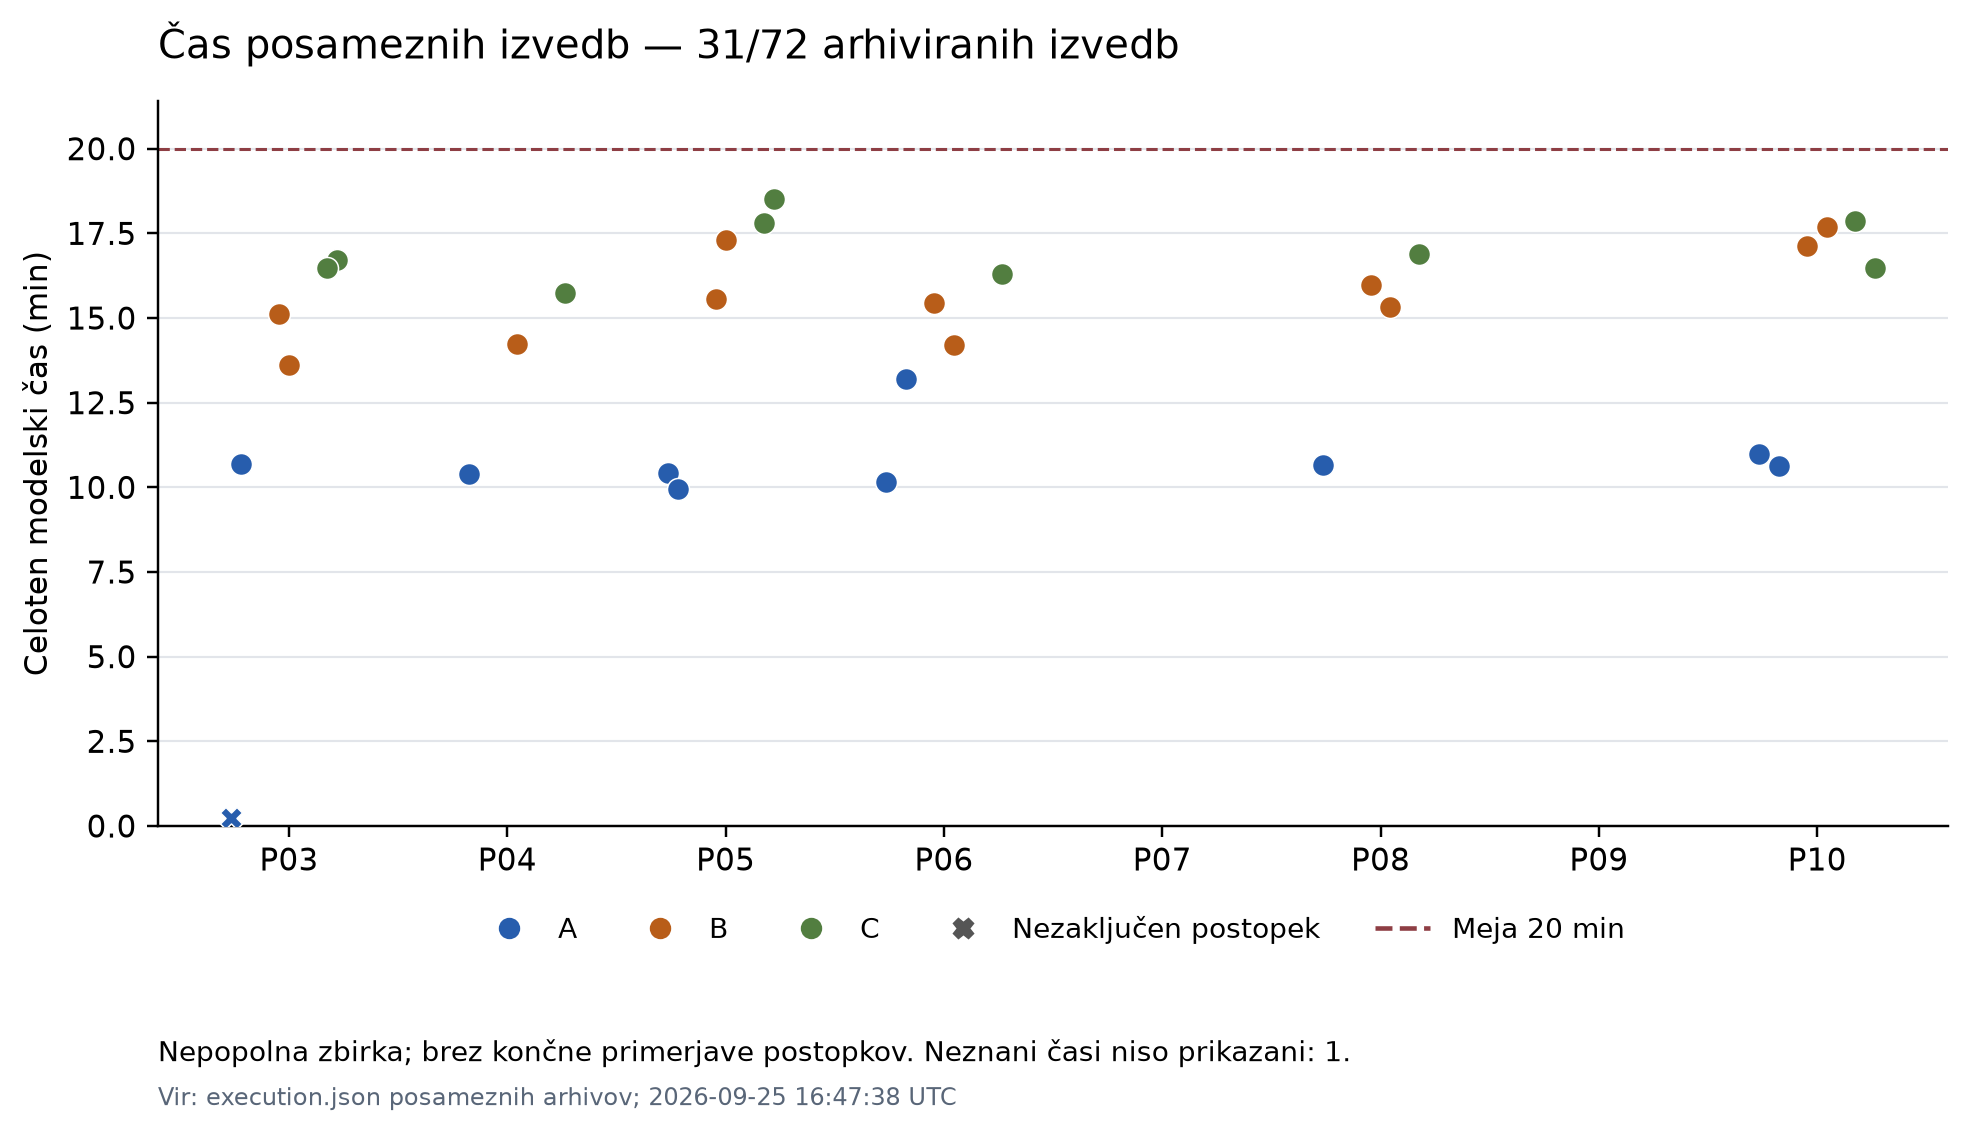 Čas posameznih izvedb — 31/72 arhiviranih izvedb
Celoten modelski čas (min)
20.0
17.5
15.0
12.5
10.0
7.5
5.0
2.5
0.0
P03 P04 P05 P06 P07 P08 P09 P10
A B C Nezaključen postopek Meja 20 min
Nepopolna zbirka; brez končne primerjave postopkov. Neznani časi niso prikazani: 1.
Vir: execution.json posameznih arhivov; 2026-09-25 16:47:38 UTC